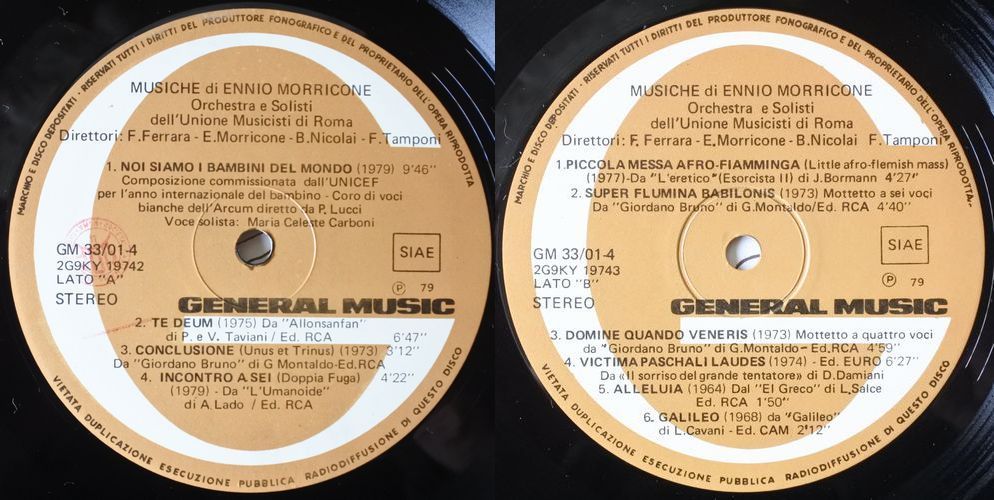 MARCHIO E DISCO DEPOSITATI - RISERVATI TUTTI I DIRITTI DEL PRODUTTORE FONOGRAFICO E DEL PROPRIETARIO DELL'OPERA RIPRODOTTA
MUSICHE di ENNIO MORRICONE
Orchestra e Solisti
dell'Unione Musicisti di Roma
Direttori: F.Ferrara - E.Morricone - B.Nicolai - F.Tamponi
1. NOI SIAMO I BAMBINI DEL MONDO (1979) 9'46"
Composizione commissionata dall'UNICEF
per l'anno internazionale del bambino - Coro di voci
bianche dell'Arcum diretto da P. Lucci
Voce solista: Maria Celeste Carboni
GM 33/01-4
2G9KY 19742
LATO "A"
STEREO
SIAE
P 79
GENERAL MUSIC
2. TE DEUM (1975) Da "Allonsanfan"
di P. e V. Taviani / Ed. RCA 6'47"
3. CONCLUSIONE (Unus et Trinus) (1973) 3'12"
Da "Giordano Bruno" di G Montaldo-Ed.RCA
4. INCONTRO A SEI (Doppia Fuga) 4'22"
(1979) - Da "L'Umanoide"
di A. Lado / Ed. RCA
VIETATA DUPLICAZIONE ESECUZIONE PUBBLICA RADIODIFFUSIONE DI QUESTO DISCO
MARCHIO E DISCO DEPOSITATI - RISERVATI TUTTI I DIRITTI DEL PRODUTTORE FONOGRAFICO E DEL PROPRIETARIO DELL'OPERA RIPRODOTTA
MUSICHE di ENNIO MORRICONE
Orchestra e Solisti
dell'Unione Musicisti di Roma
Direttori: F. Ferrara - E.Morricone - B. Nicolai F.Tamponi
1.PICCOLA MESSA AFRO-FIAMMINGA (Little afro-flemish mass)
(1977)-Da "L'eretico"(Esorcista II) di J.Bormann 4'27"
2. SUPER FLUMINA BABILONIS (1973) Mottetto a sei voci
Da "Giordano Bruno" di G.Montaldo/Ed. RCA 4'40"
GM 33/01-4
2G9KY 19743
LATO "B"
STEREO
SIAE
P 79
GENERAL MUSIC
3. DOMINE QUANDO VENERIS (1973) Mottetto a quattro voci
da "Giordano Bruno" di G.Montaldo-Ed.RCA 4'59"
4. VICTIMA PASCHALI LAUDES (1974) - Ed. EURO 6'27"
Da «Il sorriso del grande tentatore» di D.Damiani
5. ALLELUIA (1964) Dal "El Greco" di L.Salce
Ed. RCA 1'50"
6. GALILEO (1968) da "Galileo"
di L.Cavani - Ed. CAM 2'12"
VIETATA DUPLICAZIONE ESECUZIONE PUBBLICA RADIODIFFUSIONE DI QUESTO DISCO